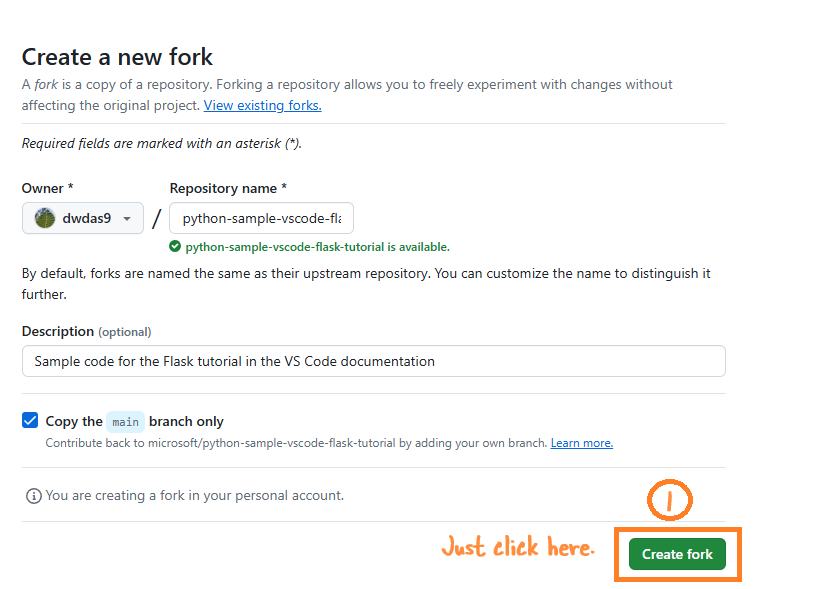 Create a new fork
A fork is a copy of a repository. Forking a repository allows you to freely experiment with changes without
affecting the original project. View existing forks.
Required fields are marked with an asterisk (*).
Owner *
Repository name *
dwdas9
/
python-sample-vscode-fla
python-sample-vscode-flask-tutorial is available.
By default, forks are named the same as their upstream repository. You can customize the name to distinguish it
further.
Description (optional)
Sample code for the Flask tutorial in the VS Code documentation
Copy the main branch only
Contribute back to microsoft/python-sample-vscode-flask-tutorial by adding your own branch. Learn more.
You are creating a fork in your personal account.
1
Just click here.
Create fork